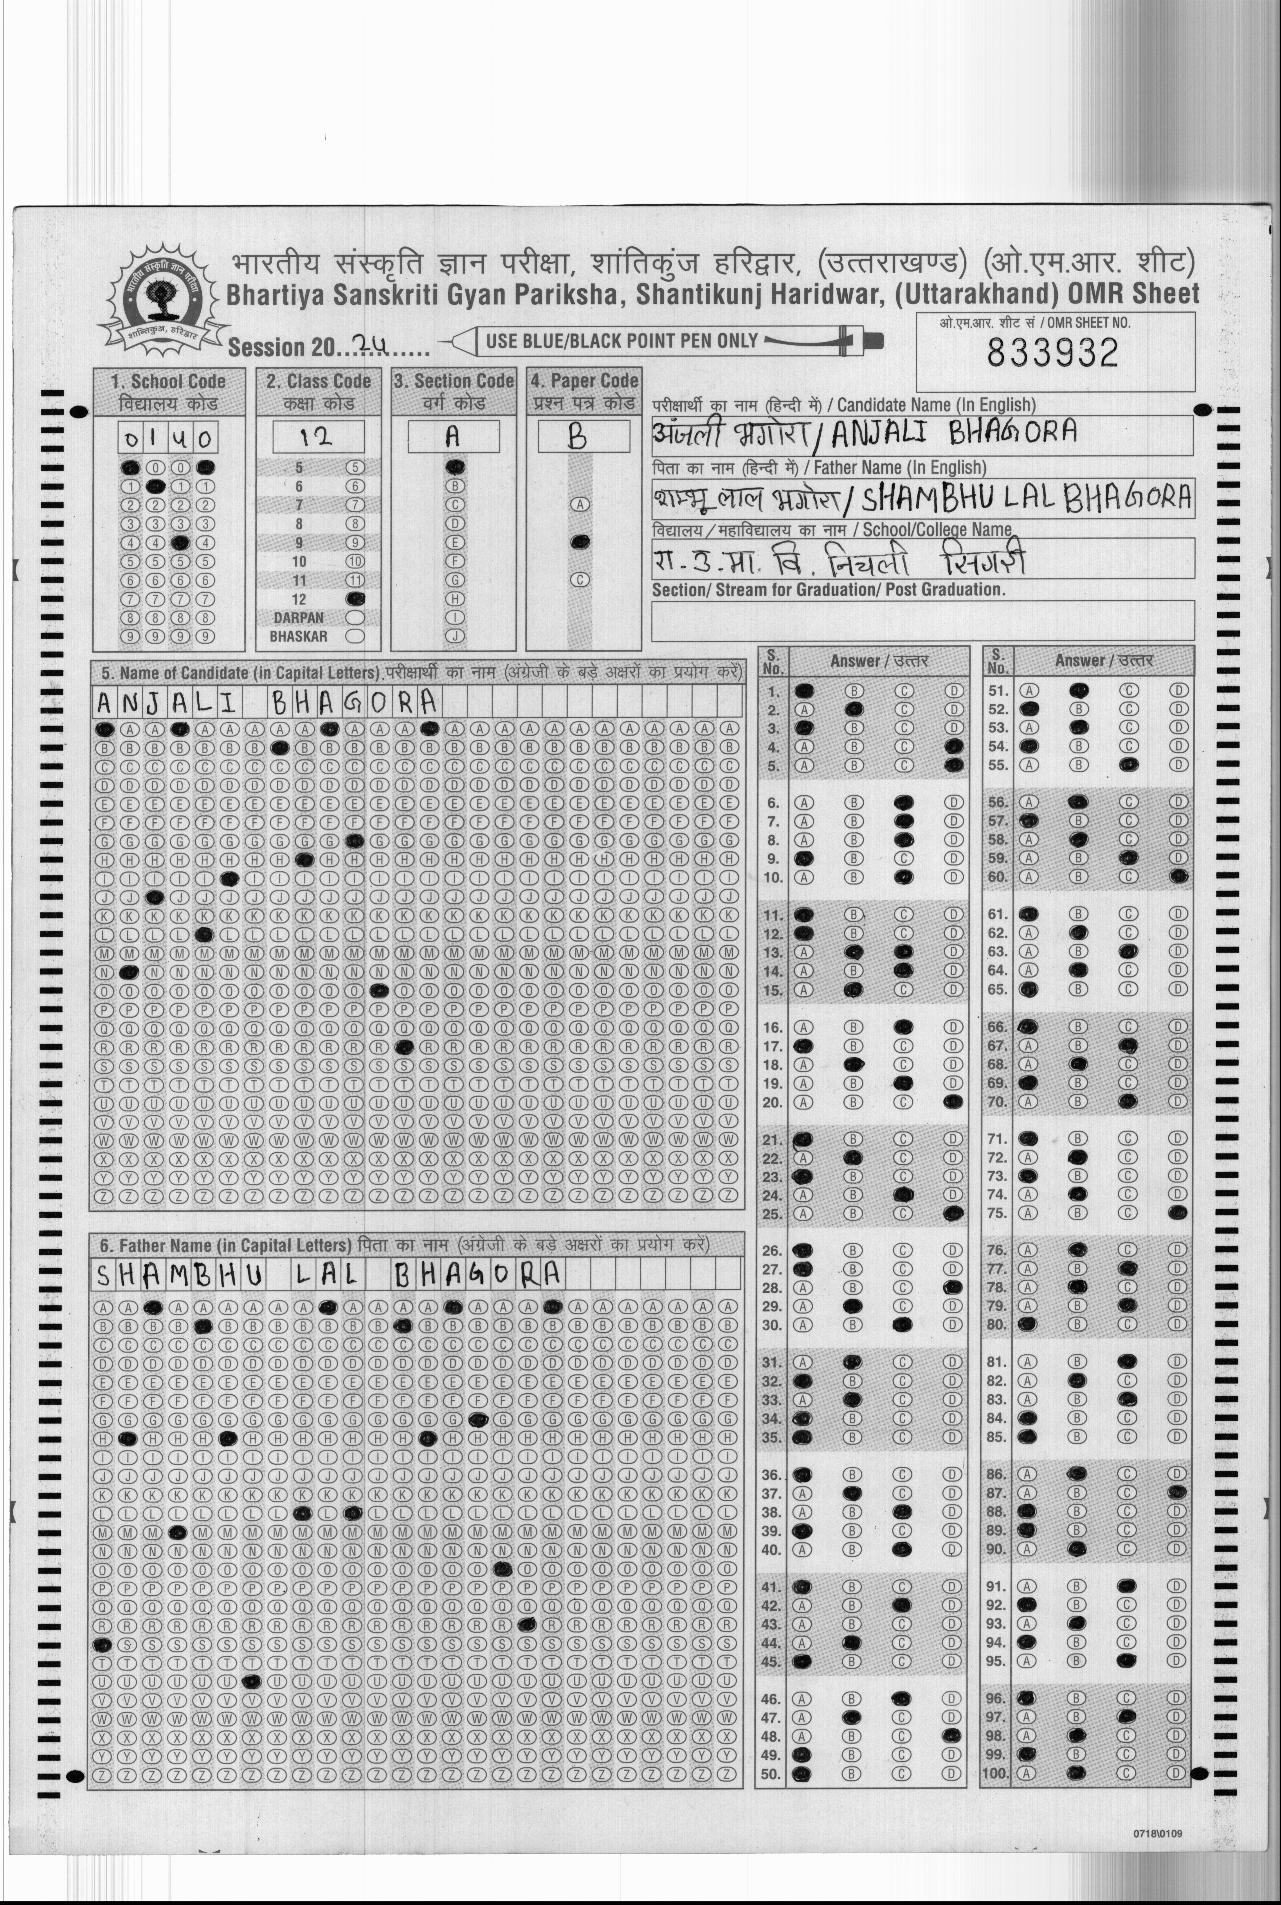 भारतीय संस्कृति ज्ञान परीक्षा, शांतिकुंज हरिद्वार, (उत्तराखण्ड) (ओ.एम.आर. शीट)
Bhartiya Sanskriti Gyan Pariksha, Shantikunj Haridwar, (Uttarakhand) OMR Sheet
Session 20...24......
USE BLUE/BLACK POINT PEN ONLY
ओ.एम.आर. शीट सं / OMR SHEET NO.
833932
1. School Code
विद्यालय कोड
0140
2. Class Code
कक्षा कोड
12
5
6
7
8
9
10
11
12
DARPAN
BHASKAR
3. Section Code
वर्ग कोड
A
4. Paper Code
प्रश्न पत्र कोड
B
परीक्षार्थी का नाम (हिन्दी में) / Candidate Name (In English)
अंजली भगोरा / ANJALI BHAGORA
पिता का नाम (हिन्दी में) / Father Name (In English)
शम्भू लाल भगोरा / SHAMBHU LAL BHAGORA
विद्यालय / महाविद्यालय का नाम / School/College Name
रा.उ.मा. वि. निचली सिगरी
Section/ Stream for Graduation/ Post Graduation.
5. Name of Candidate (in Capital Letters) परीक्षार्थी का नाम (अंग्रेजी के बड़े अक्षरों का प्रयोग करें)
ANJALI BHAGORA
6. Father Name (in Capital Letters) पिता का नाम (अंग्रेजी के बड़े अक्षरों का प्रयोग करें)
SHAMBHU LAL BHAGORA
S. No. Answer / उत्तर
S. No. Answer / उत्तर
0718\0109